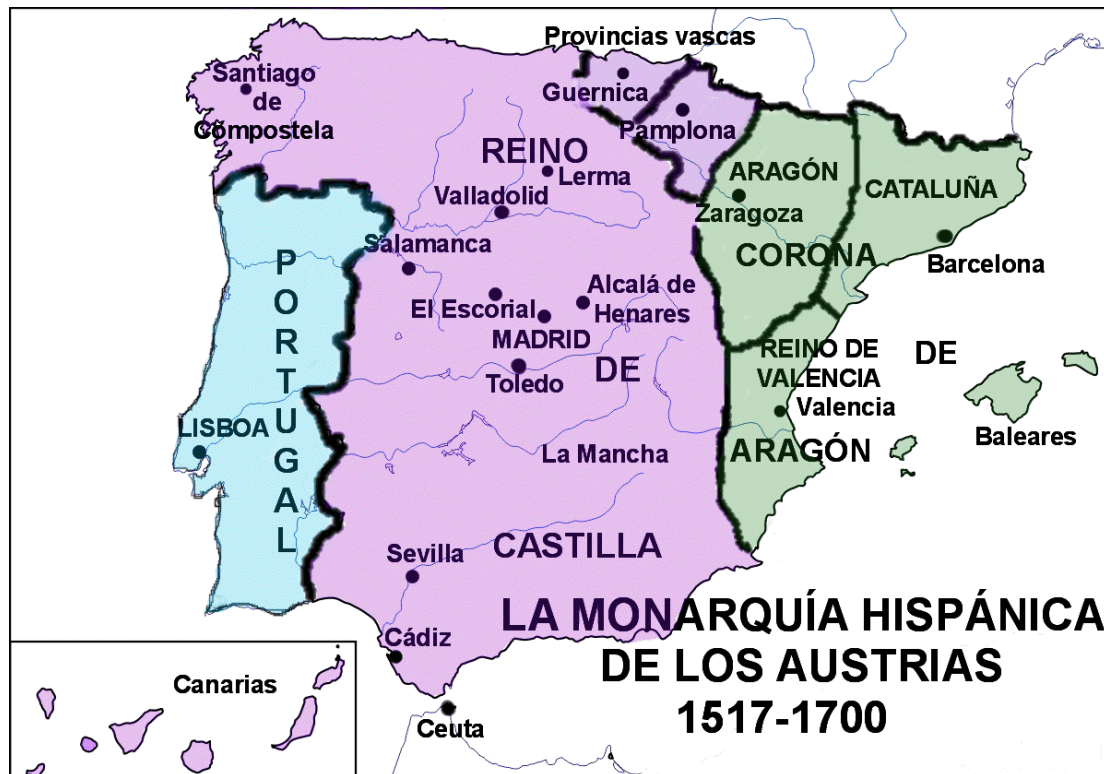 Provincias vascas
Santiago
de
Compostela
Guernica
Pamplona
REINO
Lerma
Valladolid
ARAGÓN
Zaragoza
CATALUÑA
Salamanca
CORONA
Barcelona
PORTUGAL
El Escorial
Alcalá de
Henares
MADRID
Toledo
DE
REINO DE
VALENCIA
Valencia
DE
LISBOA
Baleares
La Mancha
ARAGÓN
Sevilla
CASTILLA
Cádiz
Ceuta
Canarias
LA MONARQUÍA HISPÁNICA
DE LOS AUSTRIAS
1517-1700